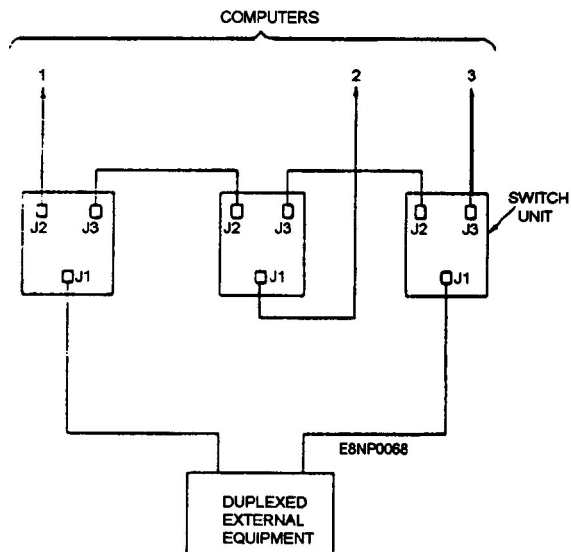 COMPUTERS
1
2
3
J2
J3
J1
J2
J3
J1
J2
J3
J1
SWITCH
UNIT
E8NP0068
DUPLEXED
EXTERNAL
EQUIPMENT